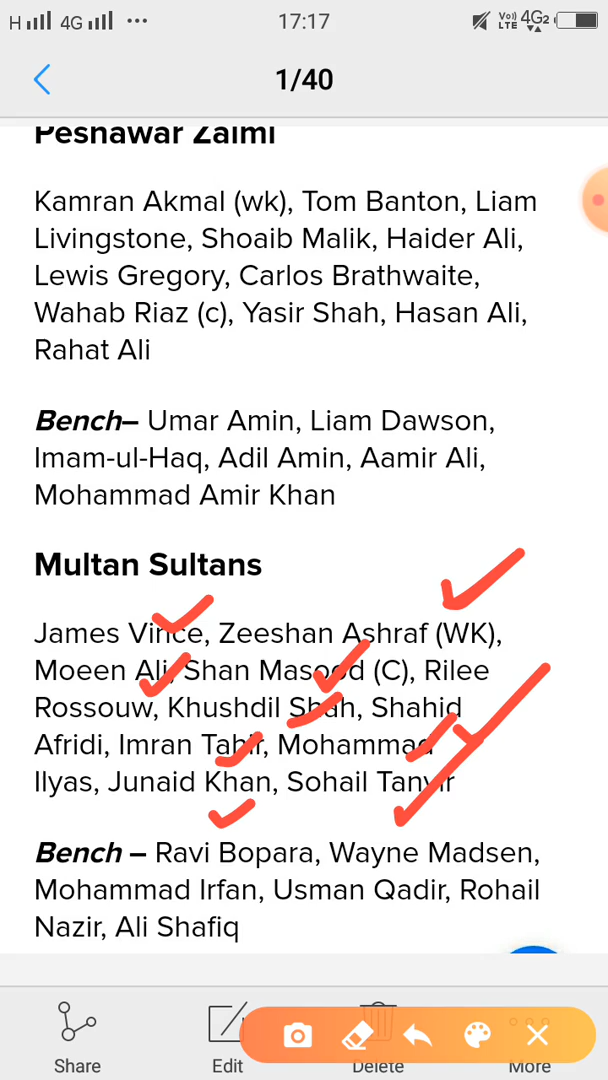 H 4G ... 17:17 Vo)) LTE 4G2
1/40
Peshawar Zalmi
Kamran Akmal (wk), Tom Banton, Liam
Livingstone, Shoaib Malik, Haider Ali,
Lewis Gregory, Carlos Brathwaite,
Wahab Riaz (c), Yasir Shah, Hasan Ali,
Rahat Ali
Bench– Umar Amin, Liam Dawson,
Imam-ul-Haq, Adil Amin, Aamir Ali,
Mohammad Amir Khan
Multan Sultans
James Vince, Zeeshan Ashraf (WK),
Moeen Ali, Shan Masood (C), Rilee
Rossouw, Khushdil Shah, Shahid
Afridi, Imran Tahir, Mohammad
Ilyas, Junaid Khan, Sohail Tanvir
Bench – Ravi Bopara, Wayne Madsen,
Mohammad Irfan, Usman Qadir, Rohail
Nazir, Ali Shafiq
Share Edit Delete More